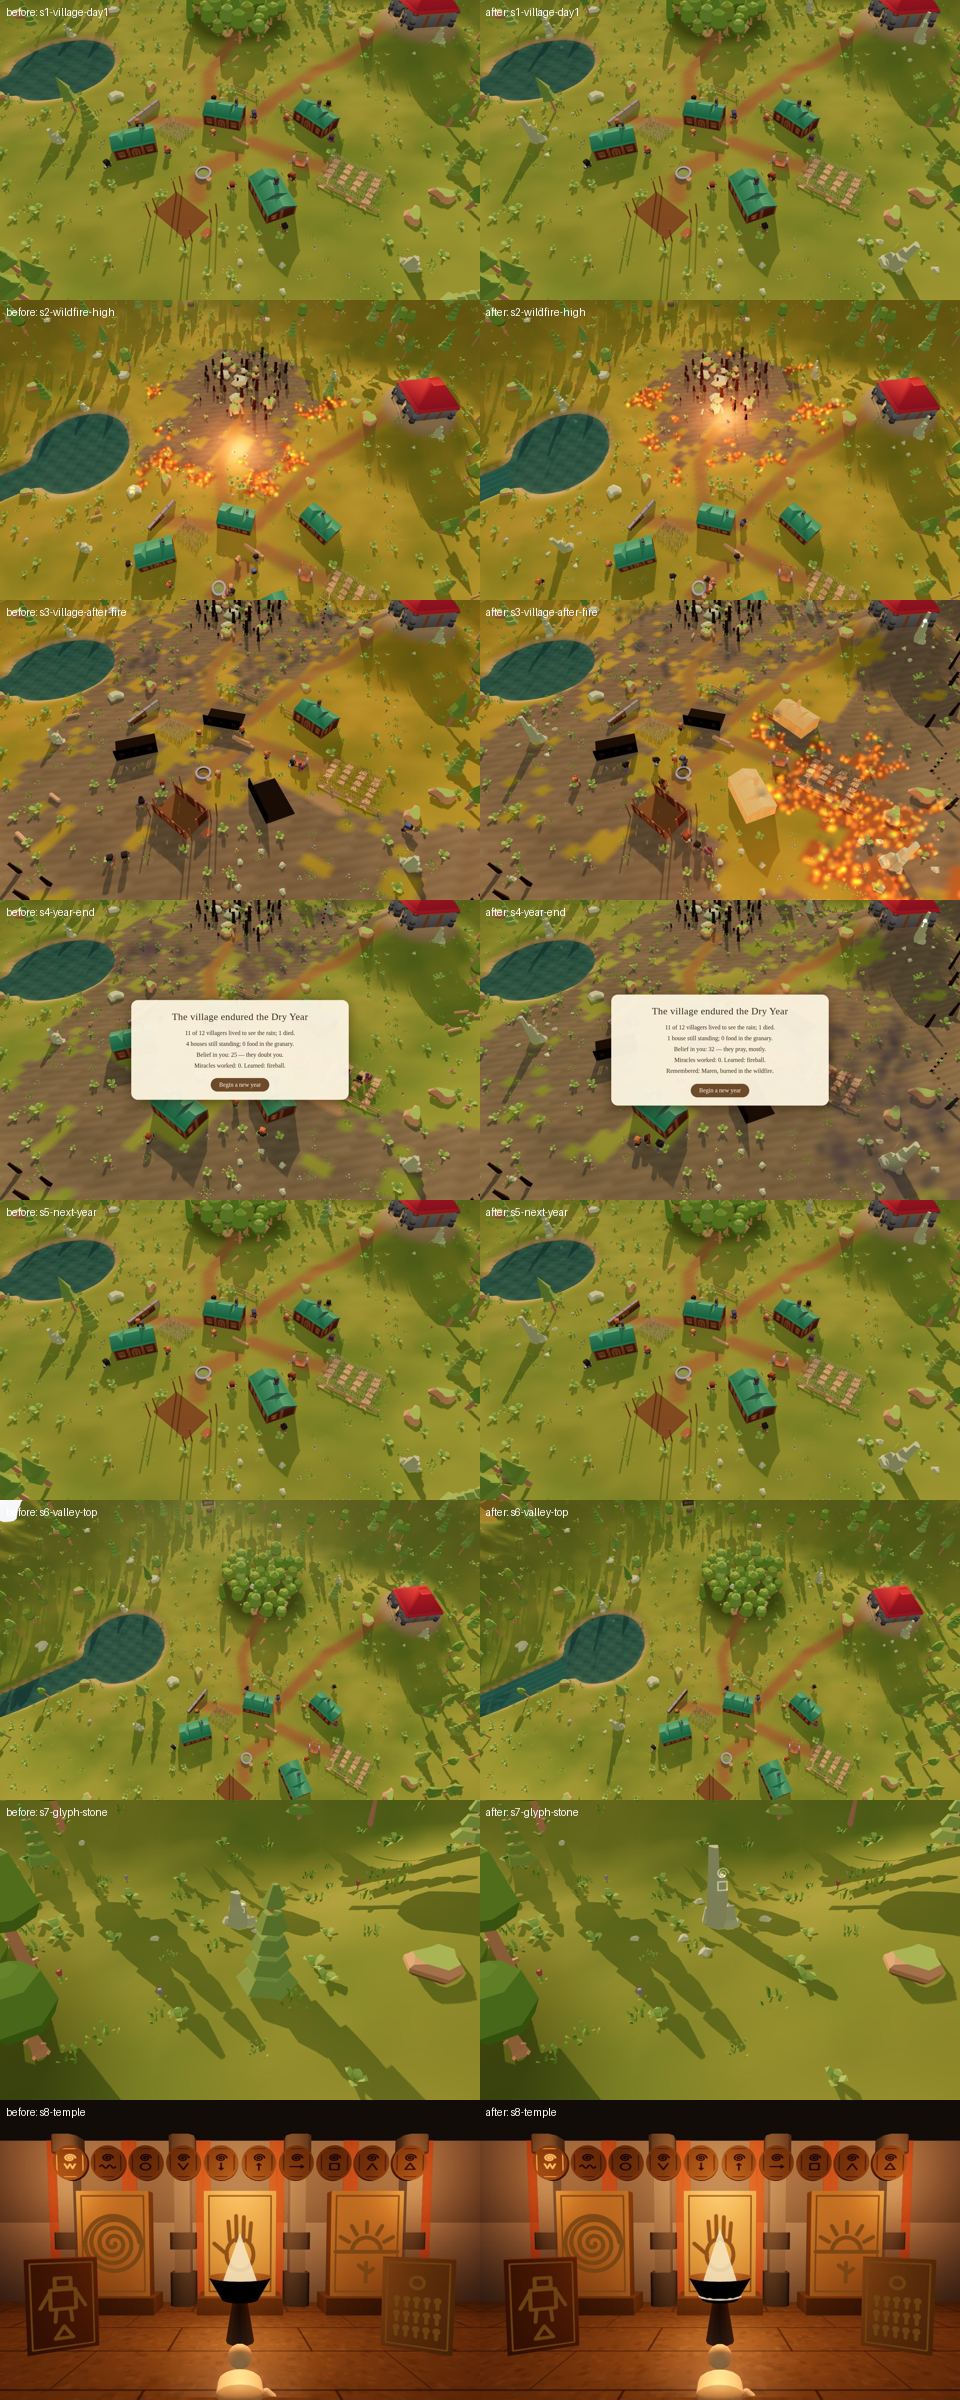 before: s1-village-day1
after: s1-village-day1
before: s2-wildfire-high
after: s2-wildfire-high
before: s3-village-after-fire
after: s3-village-after-fire
before: s4-year-end
after: s4-year-end
The village endured the Dry Year
11 of 12 villagers lived to see the rain; 1 died.
4 houses still standing; 0 food in the granary.
Belief in you: 25 — they doubt you.
Miracles worked: 0. Learned: fireball.
Begin a new year
The village endured the Dry Year
11 of 12 villagers lived to see the rain; 1 died.
1 house still standing; 0 food in the granary.
Belief in you: 32 — they pray, mostly.
Miracles worked: 0. Learned: fireball.
Remembered: Maren, burned in the wildfire.
Begin a new year
before: s5-next-year
after: s5-next-year
before: s6-valley-top
after: s6-valley-top
before: s7-glyph-stone
after: s7-glyph-stone
before: s8-temple
after: s8-temple